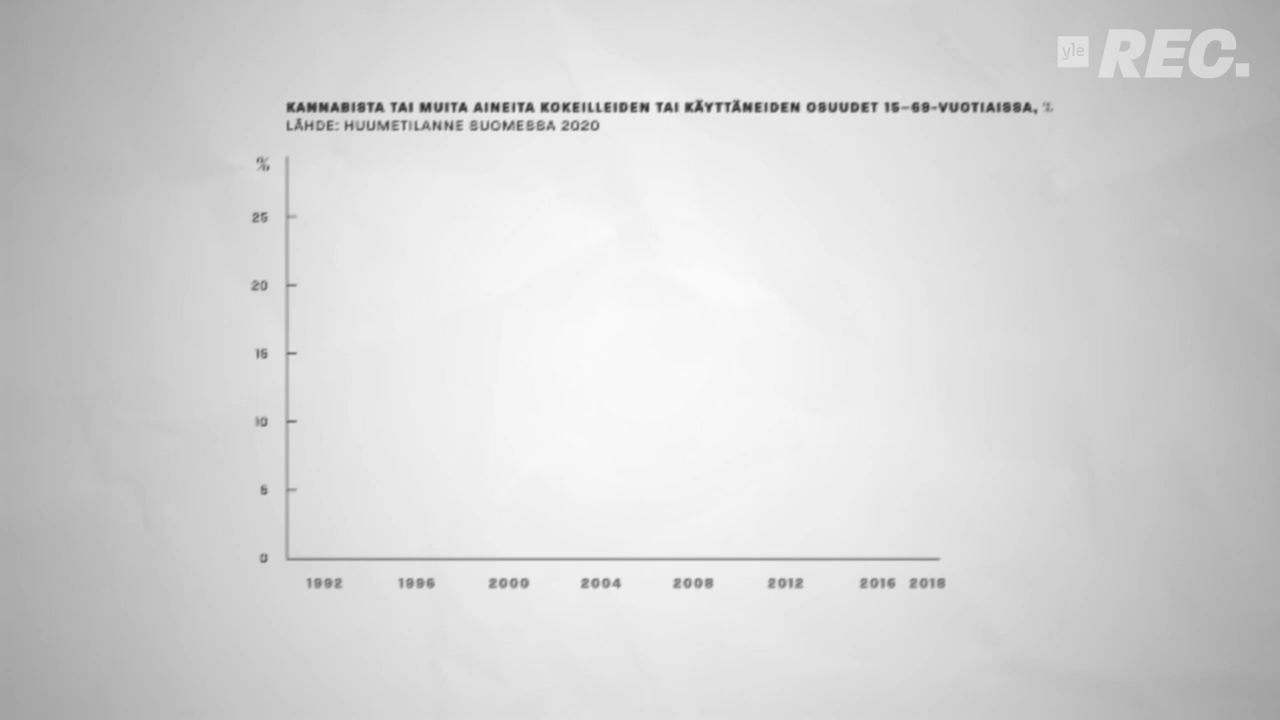 yle REC.
KANNABISTA TAI MUITA AINEITA KOKEILLEIDEN TAI KÄYTTÄNEIDEN OSUUDET 15–69-VUOTIAISSA, %
LÄHDE: HUUMETILANNE SUOMESSA 2020
%
25
20
15
10
5
0
1992 1996 2000 2004 2008 2012 2016 2018